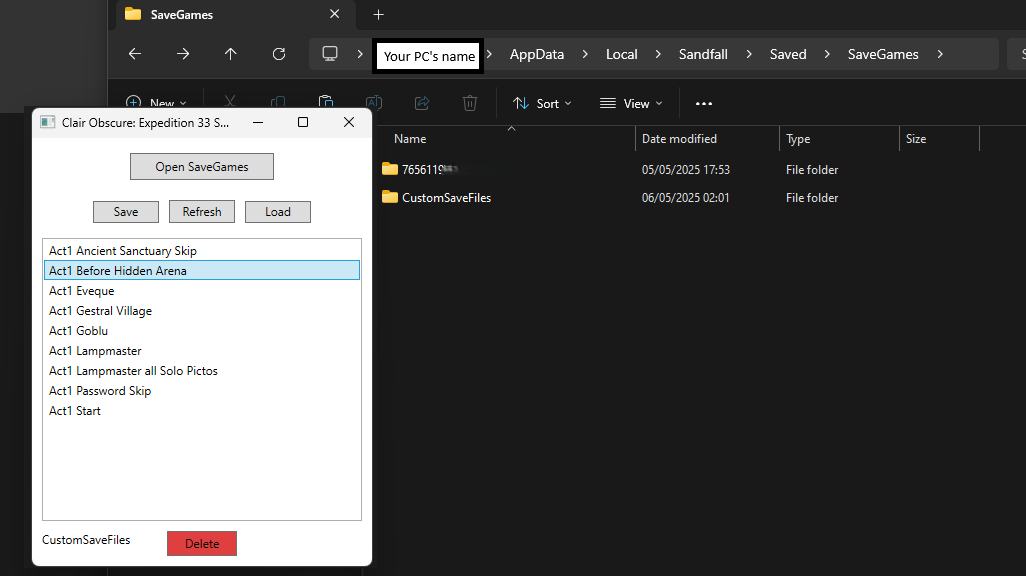 SaveGames
Your PC's name > AppData > Local > Sandfall > Saved > SaveGames >
New
Sort
View
Clair Obscure: Expedition 33 S...
Open SaveGames
Save Refresh Load
Act1 Ancient Sanctuary Skip
Act1 Before Hidden Arena
Act1 Eveque
Act1 Gestral Village
Act1 Goblu
Act1 Lampmaster
Act1 Lampmaster all Solo Pictos
Act1 Password Skip
Act1 Start
CustomSaveFiles
Delete
Name Date modified Type Size
7656119 05/05/2025 17:53 File folder
CustomSaveFiles 06/05/2025 02:01 File folder